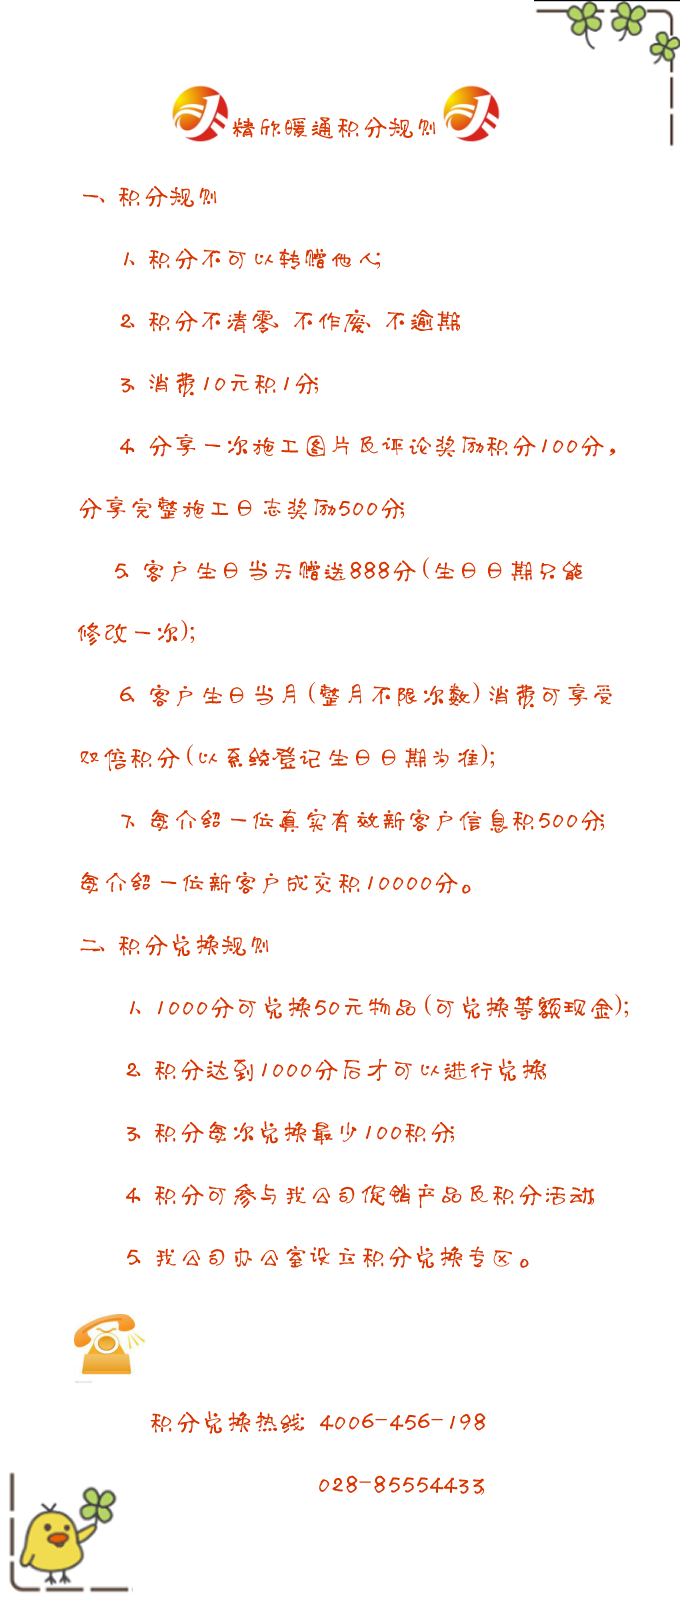 精欣暖通积分规则
一、积分规则
1、积分不可以转赠他人;
2、积分不清零、不作废、不逾期;
3、消费10元积1分;
4、分享一次施工图片及评论奖励积分100分，
分享完整施工日志奖励500分;
5、客户生日当天赠送888分(生日日期只能
修改一次);
6、客户生日当月(整月不限次数)消费可享受
双倍积分(以系统登记生日日期为准);
7、每介绍一位真实有效新客户信息积500分;
每介绍一位新客户成交积10000分。
二、积分兑换规则
1、1000分可兑换50元物品(可兑换等额现金);
2、积分达到1000分后才可以进行兑换;
3、积分每次兑换最少100积分;
4、积分可参与我公司促销产品及积分活动;
5、我公司办公室设立积分兑换专区。
积分兑换热线: 4006-456-198
028-85554433;